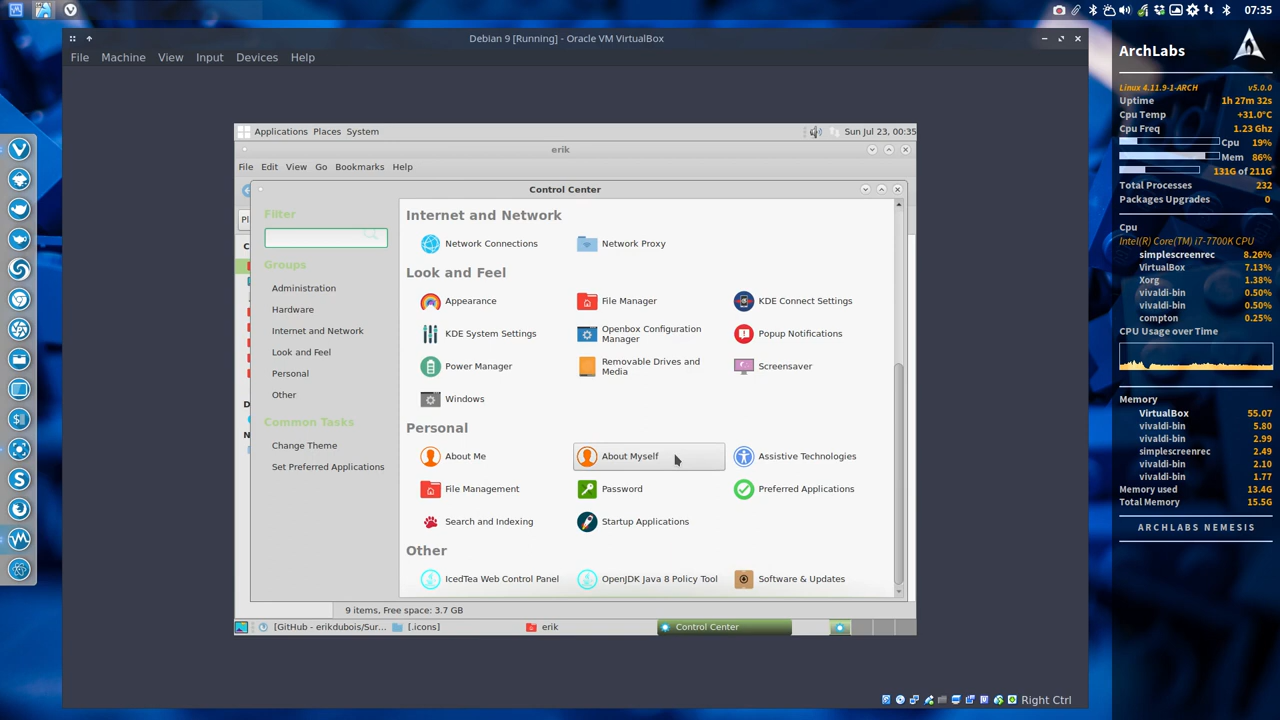 07:35
Debian 9 [Running] - Oracle VM VirtualBox
File Machine View Input Devices Help
Applications Places System
Sun Jul 23, 00:35
erik
File Edit View Go Bookmarks Help
Control Center
Filter
Groups
Administration
Hardware
Internet and Network
Look and Feel
Personal
Other
Common Tasks
Change Theme
Set Preferred Applications
Internet and Network
Network Connections
Network Proxy
Look and Feel
Appearance
File Manager
KDE Connect Settings
KDE System Settings
Openbox Configuration
Manager
Popup Notifications
Power Manager
Removable Drives and
Media
Screensaver
Windows
Personal
About Me
About Myself
Assistive Technologies
File Management
Password
Preferred Applications
Search and Indexing
Startup Applications
Other
IcedTea Web Control Panel
OpenJDK Java 8 Policy Tool
Software & Updates
9 items, Free space: 3.7 GB
[GitHub - erikdubois/Sur...
[.icons]
erik
Control Center
Right Ctrl
ArchLabs
Linux 4.11.9-1-ARCH v5.0.0
Uptime 1h 27m 32s
Cpu Temp +31.0°C
Cpu Freq 1.23 Ghz
Cpu 19%
Mem 86%
131G of 211G
Total Processes 232
Packages Upgrades 0
Cpu
Intel(R) Core(TM) i7-7700K CPU
simplescreenrec 8.26%
VirtualBox 7.13%
Xorg 1.38%
vivaldi-bin 0.50%
vivaldi-bin 0.50%
compton 0.25%
CPU Usage over Time
Memory
VirtualBox 55.07
vivaldi-bin 5.80
vivaldi-bin 2.99
simplescreenrec 2.49
vivaldi-bin 2.10
vivaldi-bin 1.77
Memory used 13.4G
Total Memory 15.5G
ARCHLABS NEMESIS